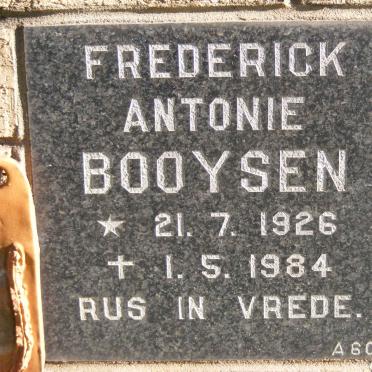 FREDERICK
ANTONIE
BOOYSEN
★ 21. 7. 1926
✝ 1. 5. 1984
RUS IN VREDE.